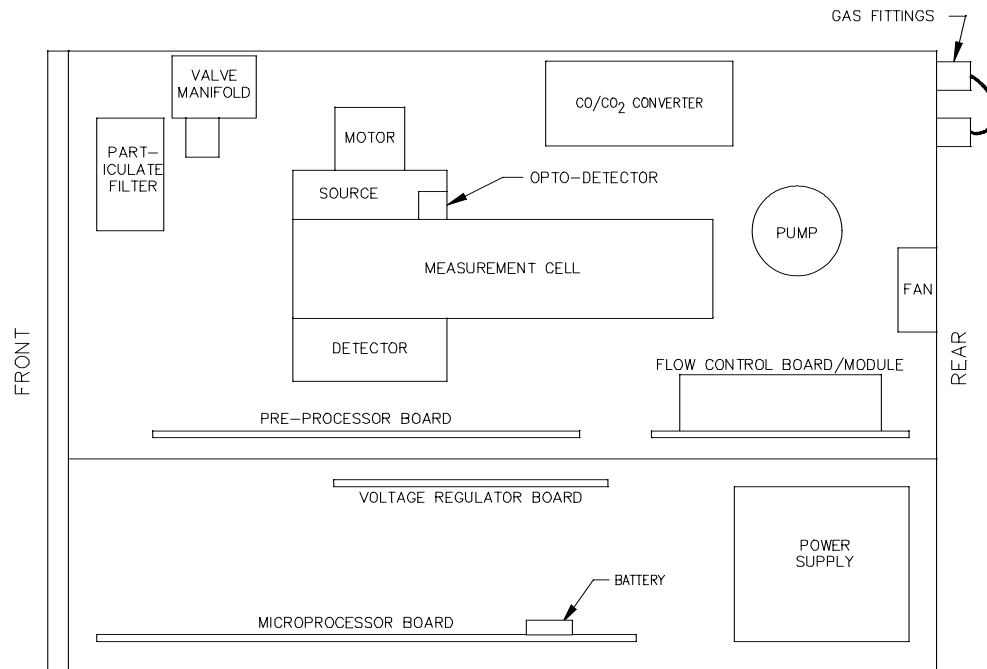 GAS FITTINGS
VALVE
MANIFOLD
CO/CO₂ CONVERTER
MOTOR
PART-
ICULATE
FILTER
OPTO-DETECTOR
SOURCE
PUMP
MEASUREMENT CELL
FAN
FRONT
REAR
DETECTOR
FLOW CONTROL BOARD/MODULE
PRE-PROCESSOR BOARD
VOLTAGE REGULATOR BOARD
POWER
SUPPLY
BATTERY
MICROPROCESSOR BOARD